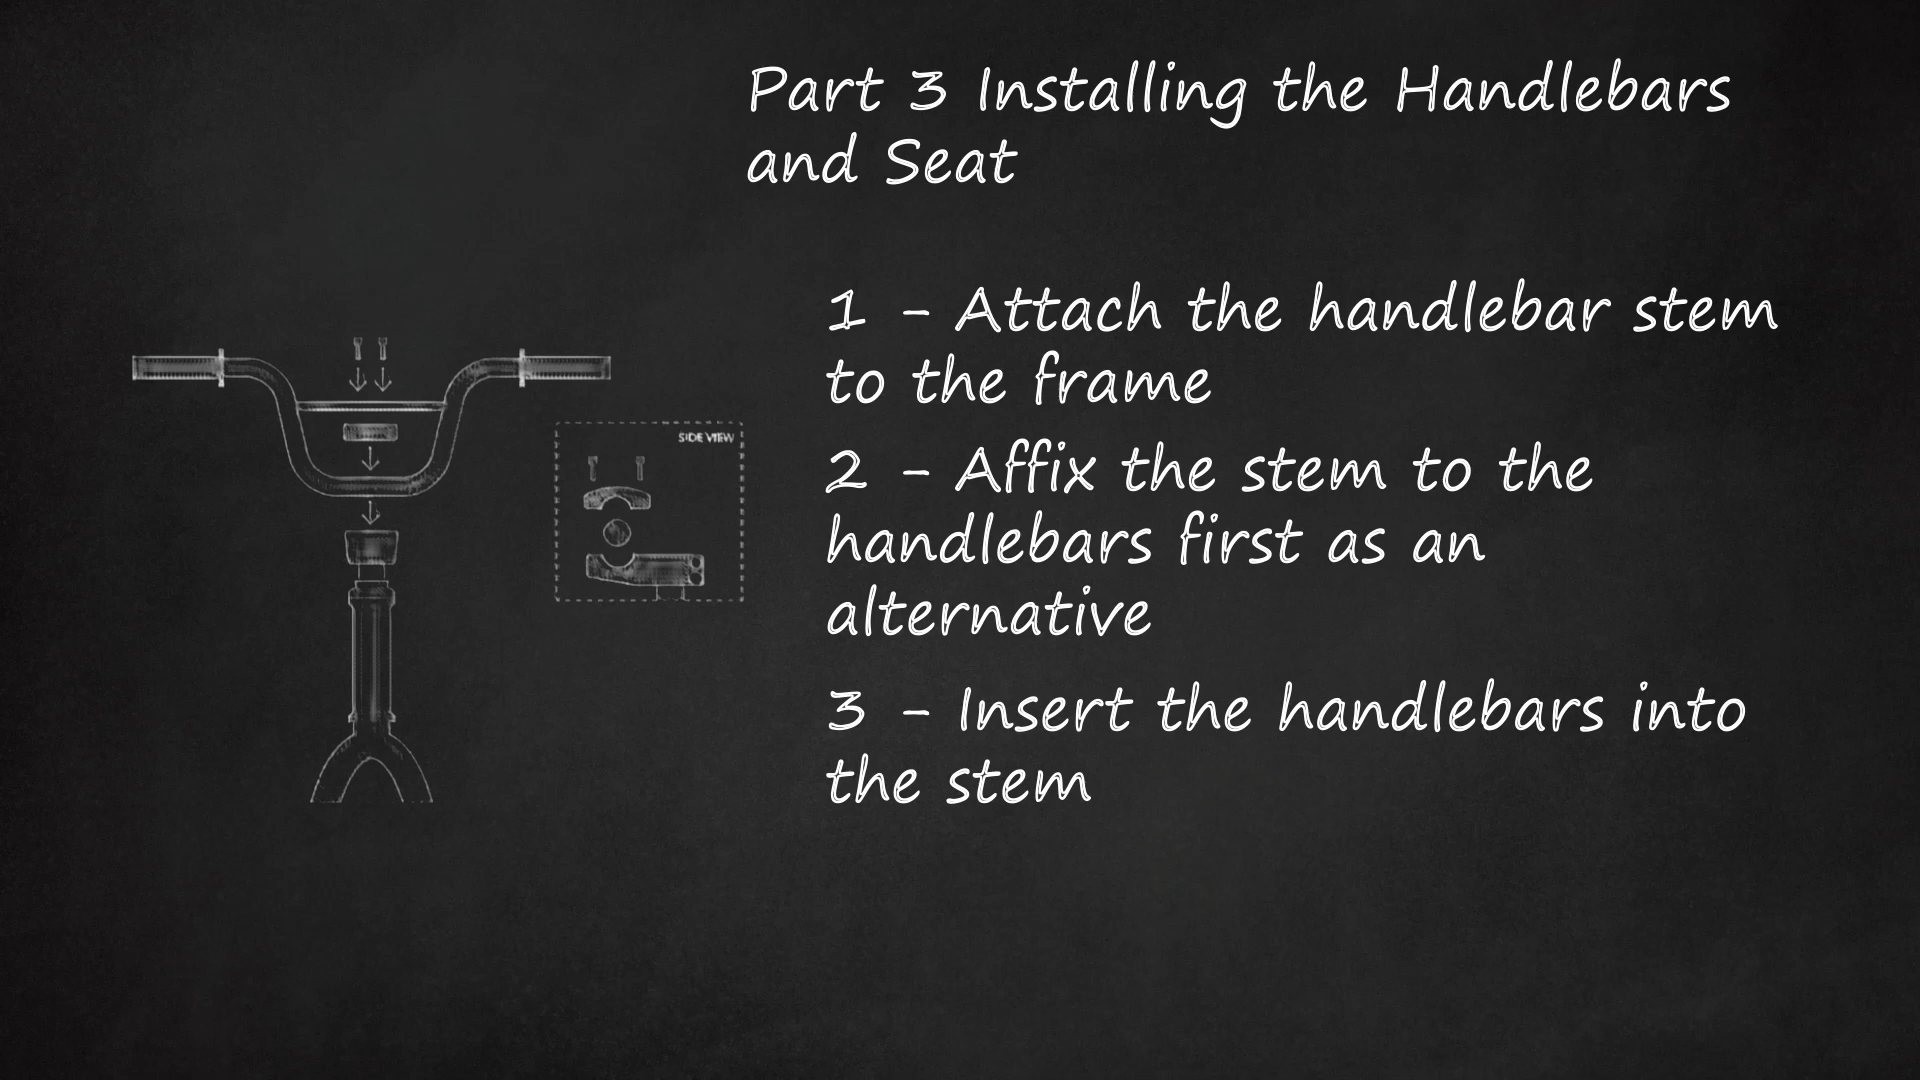 Part 3 Installing the Handlebars
and Seat
1 - Attach the handlebar stem
to the frame
SIDE VIEW
2 - Affix the stem to the
handlebars first as an
alternative
3 - Insert the handlebars into
the stem